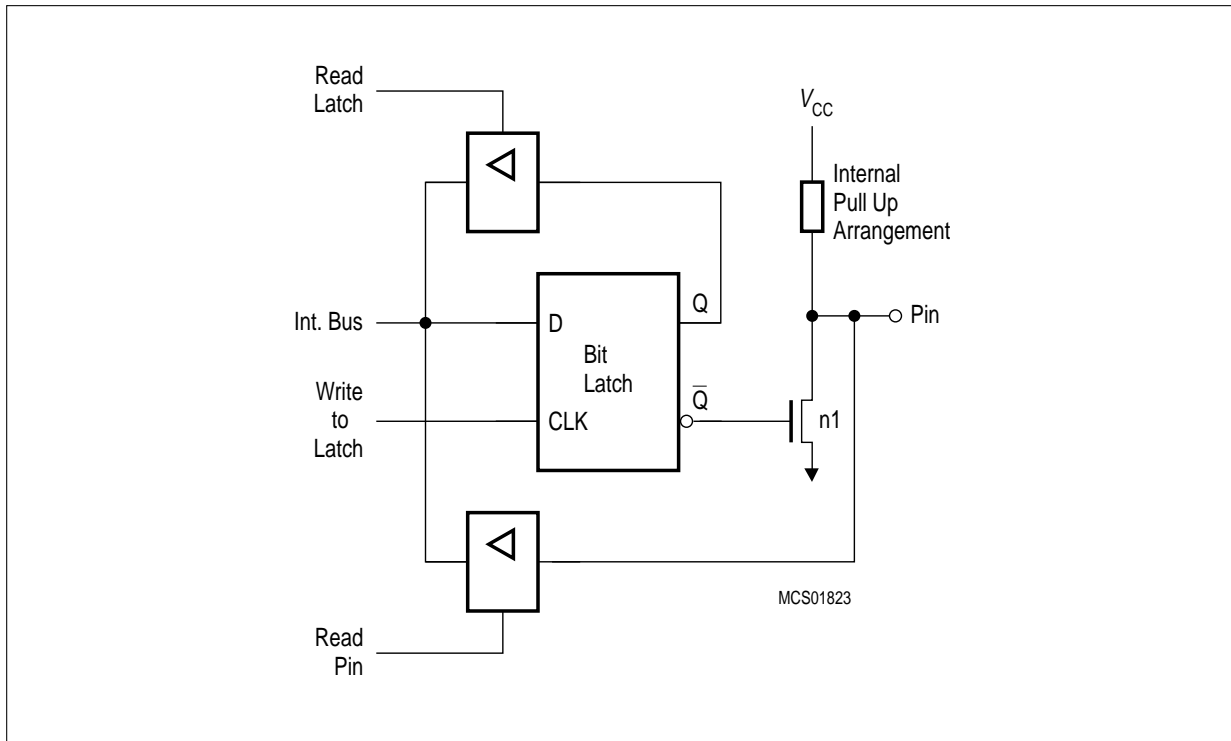 Read
Latch
V_CC
Internal
Pull Up
Arrangement
Int. Bus
D
Q
Pin
Bit
Latch
Write
to
Latch
CLK
Q̅
n1
MCS01823
Read
Pin